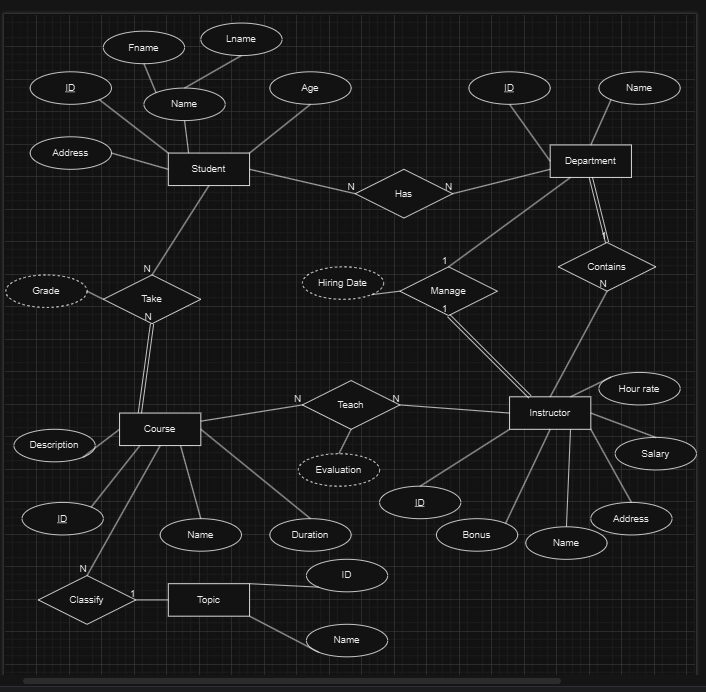 Lname
Fname
ID
Name
Age
ID
Name
Address
Student
Department
N
Has
N
1
1
N
Contains
N
Hiring Date
Manage
1
Grade
Take
N
Hour rate
N
Teach
N
Instructor
Course
Description
Evaluation
Salary
ID
ID
Name
Duration
Bonus
Name
Address
N
ID
Classify
1
Topic
Name